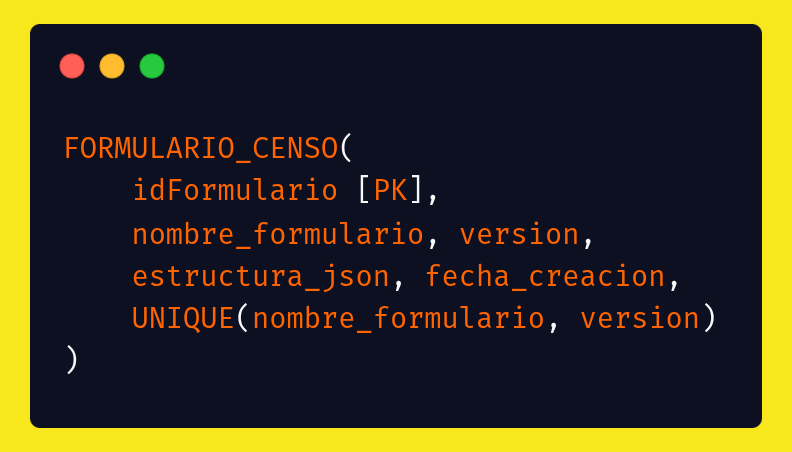 FORMULARIO_CENSO(
idFormulario [PK],
nombre_formulario, version,
estructura_json, fecha_creacion,
UNIQUE(nombre_formulario, version)
)